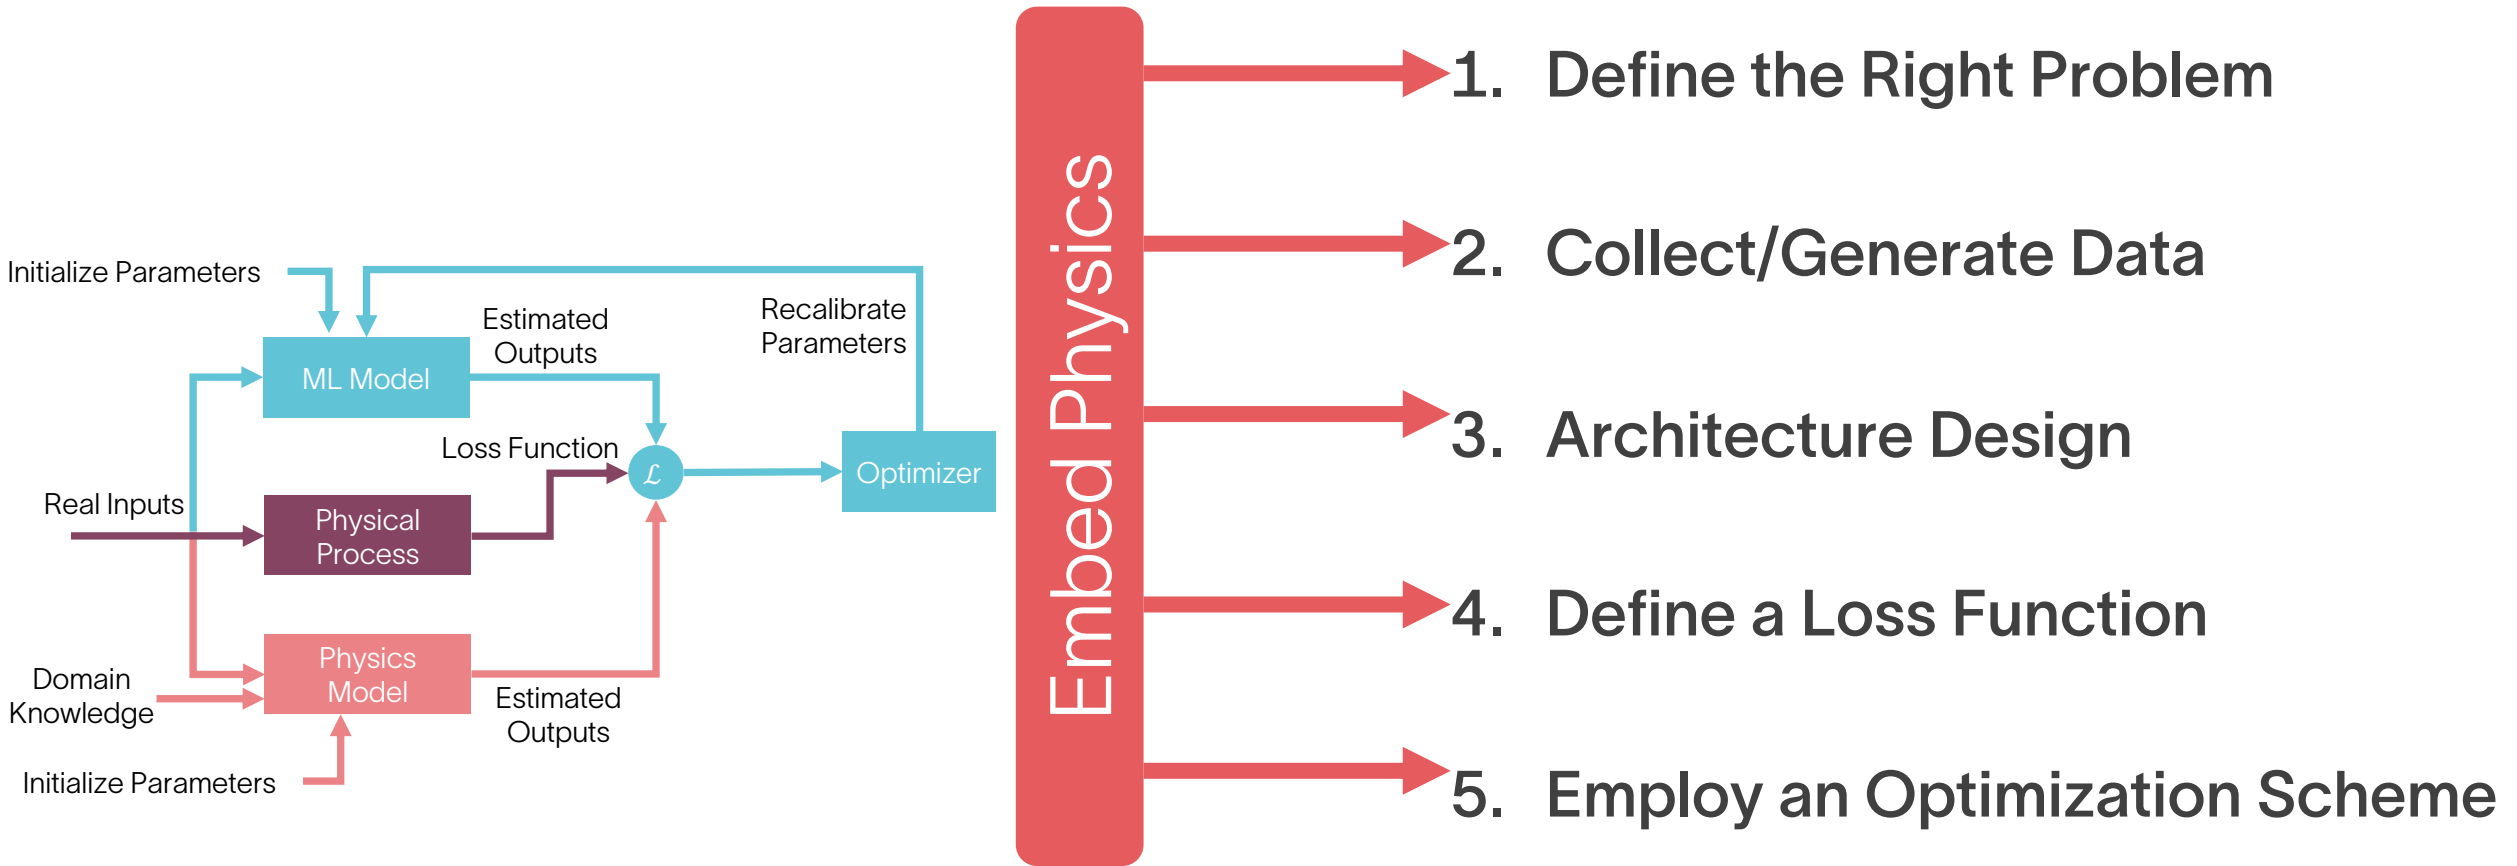 Initialize Parameters
Estimated
Outputs
Recalibrate
Parameters
ML Model
Loss Function
ℒ
Optimizer
Real Inputs
Physical
Process
Physics
Model
Domain
Knowledge
Estimated
Outputs
Initialize Parameters
Embed Physics
1. Define the Right Problem
2. Collect/Generate Data
3. Architecture Design
4. Define a Loss Function
5. Employ an Optimization Scheme